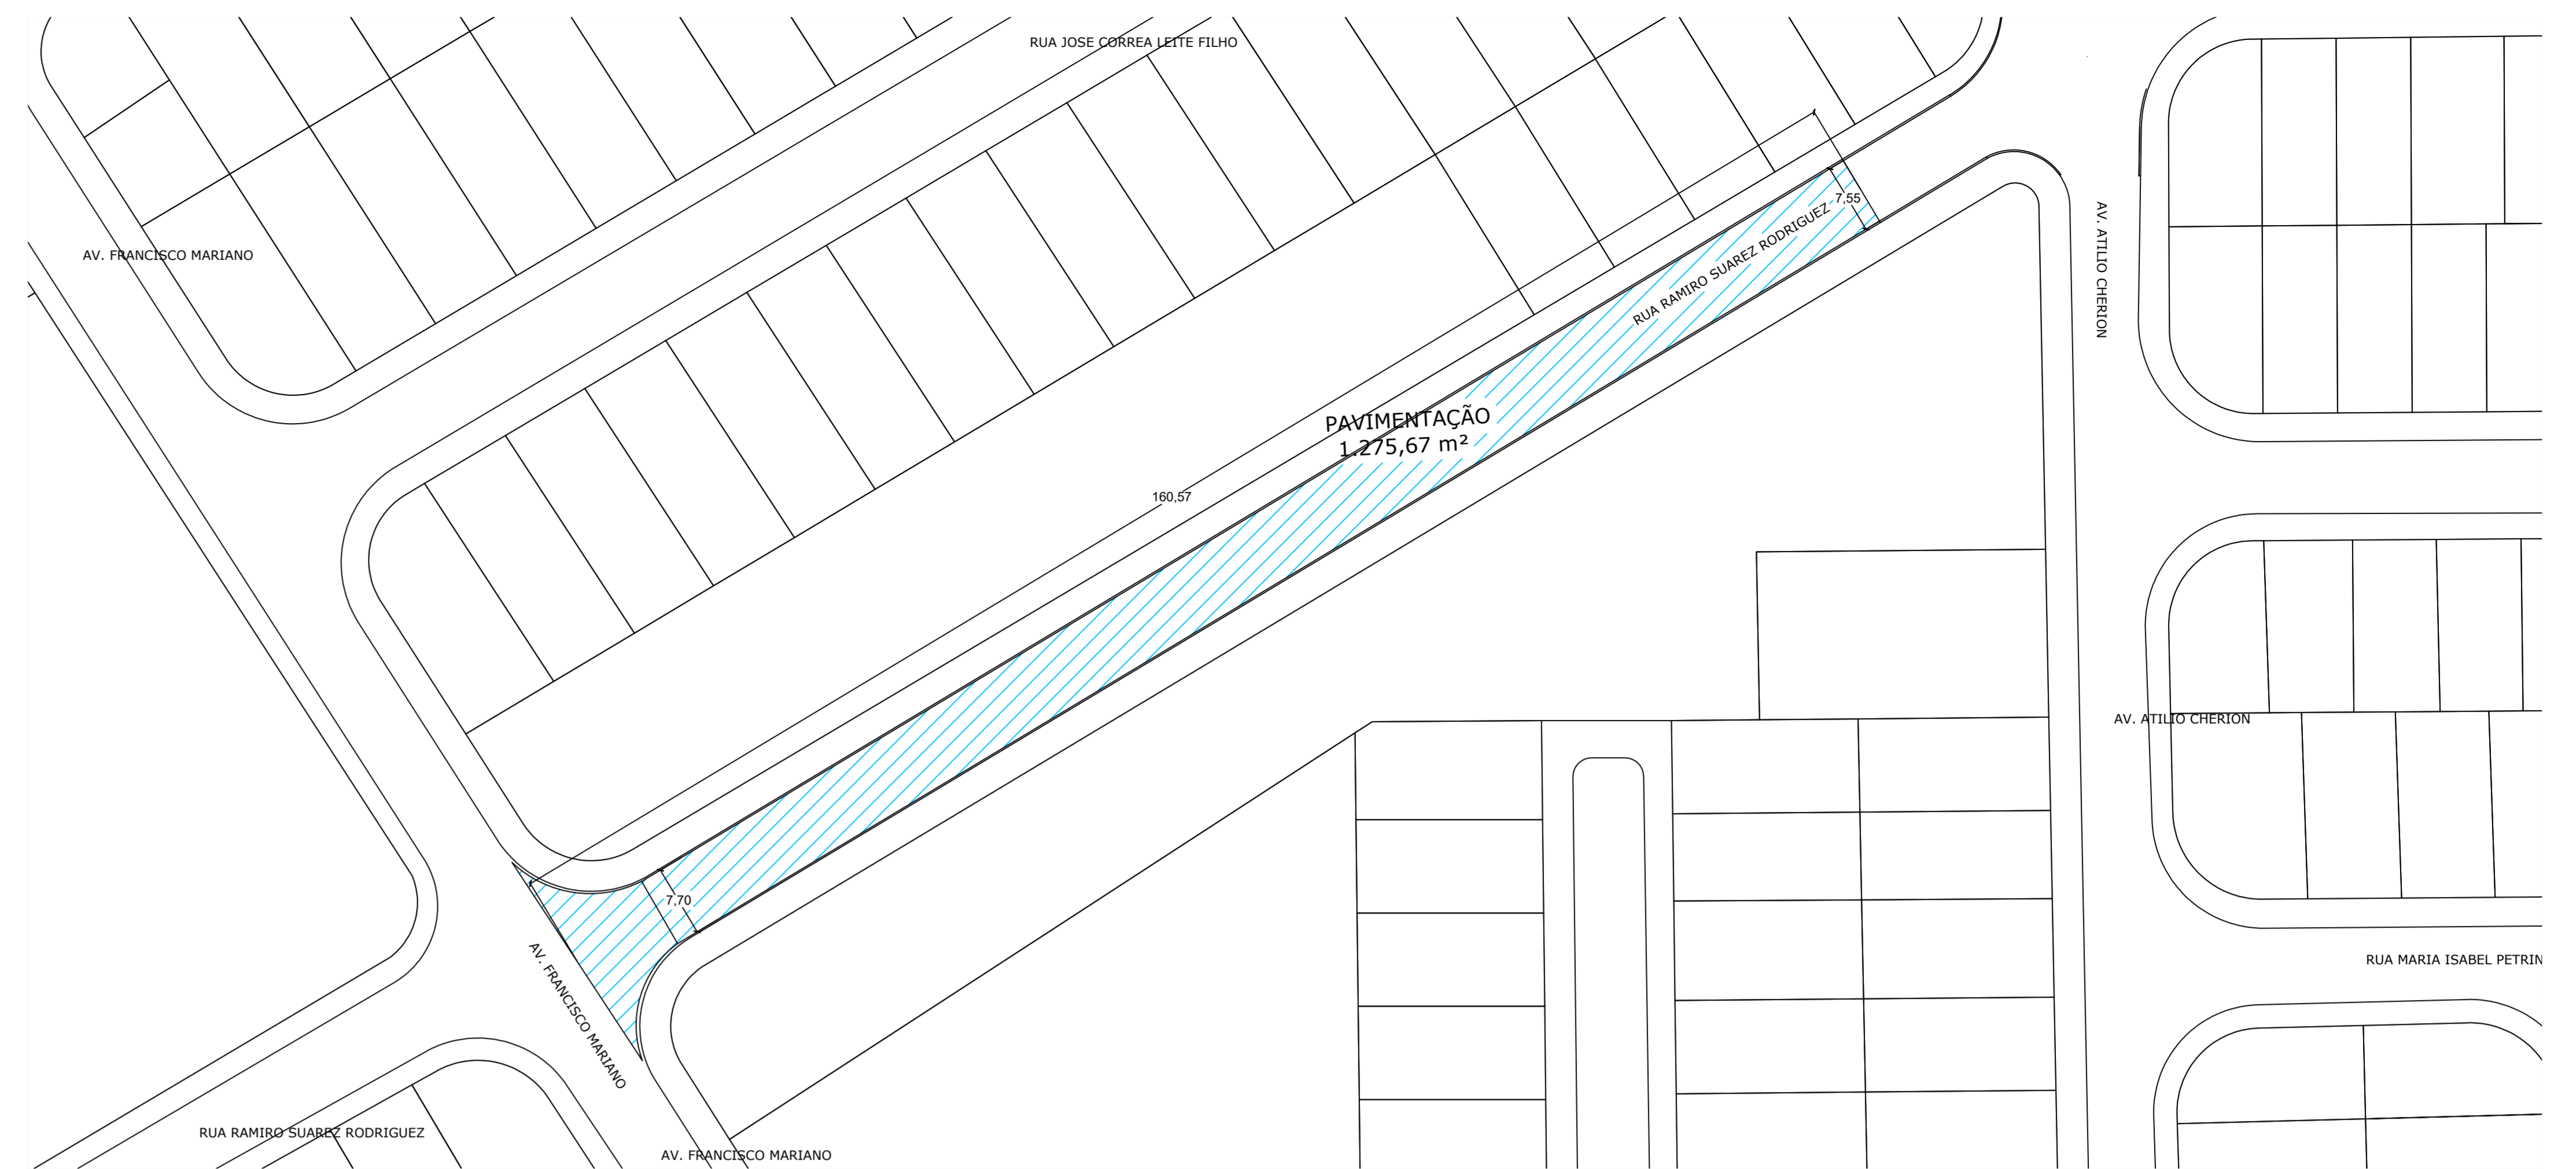 RUA JOSE CORREA LEITE FILHO
AV. FRANCISCO MARIANO
7,55
RUA RAMIRO SUAREZ RODRIGUEZ
AV. ATILIO CHERION
PAVIMENTAÇÃO
1.275,67 m²
160,57
AV. ATILIO CHERION
7,70
AV. FRANCISCO MARIANO
RUA MARIA ISABEL PETRIN
RUA RAMIRO SUAREZ RODRIGUEZ
AV. FRANCISCO MARIANO